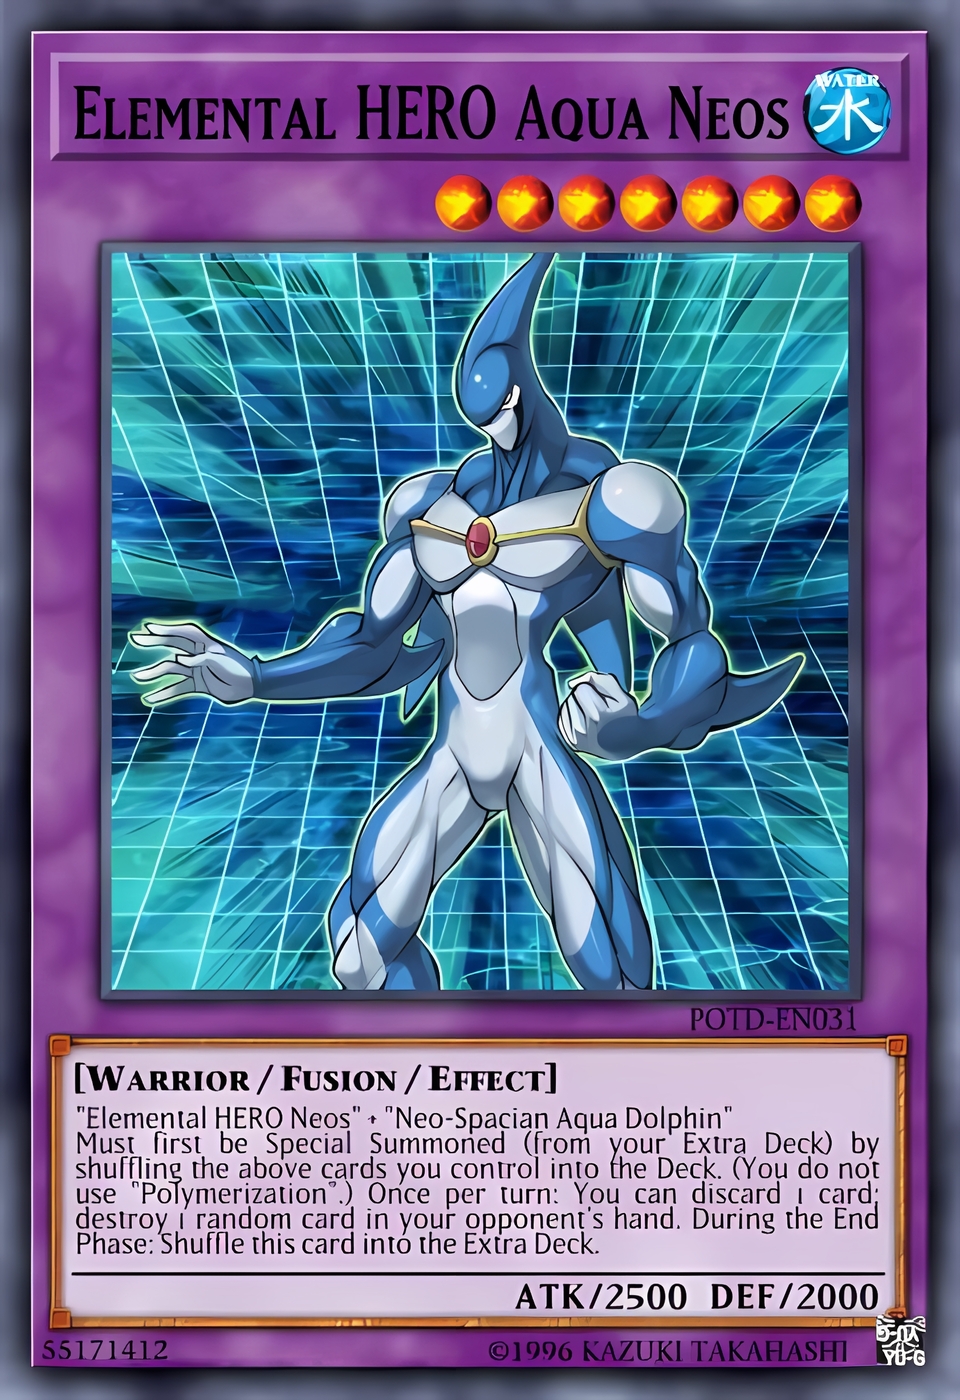 Elemental HERO Aqua Neos
WATER
水
POTD-EN031
[Warrior / Fusion / Effect]
"Elemental HERO Neos" + "Neo-Spacian Aqua Dolphin"
Must first be Special Summoned (from your Extra Deck) by
shuffling the above cards you control into the Deck. (You do not
use "Polymerization".) Once per turn: You can discard 1 card;
destroy 1 random card in your opponent's hand. During the End
Phase: Shuffle this card into the Extra Deck.
ATK/2500 DEF/2000
55171412
©1996 KAZUKI TAKAHASHI